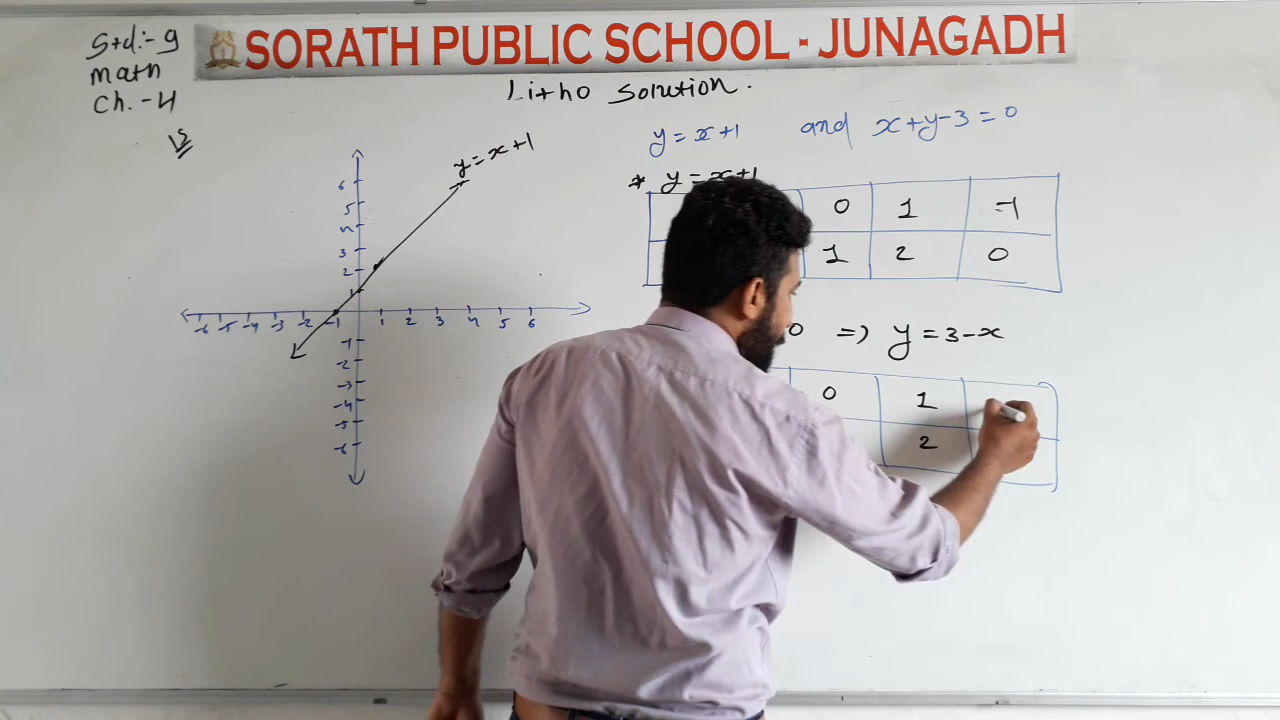 SORATH PUBLIC SCHOOL - JUNAGADH
Std:- 9
math
Ch. - 4
Litho Solution.
y = x+1 and x+y-3=0
* y = x+1
0 1 -1
1 2 0
0 => y = 3-x
0 1
2
y = x+1
6
5
4
3
2
1
-6 -5 -4 -3 -2 -1 1 2 3 4 5 6
-1
-2
-3
-4
-5
-6